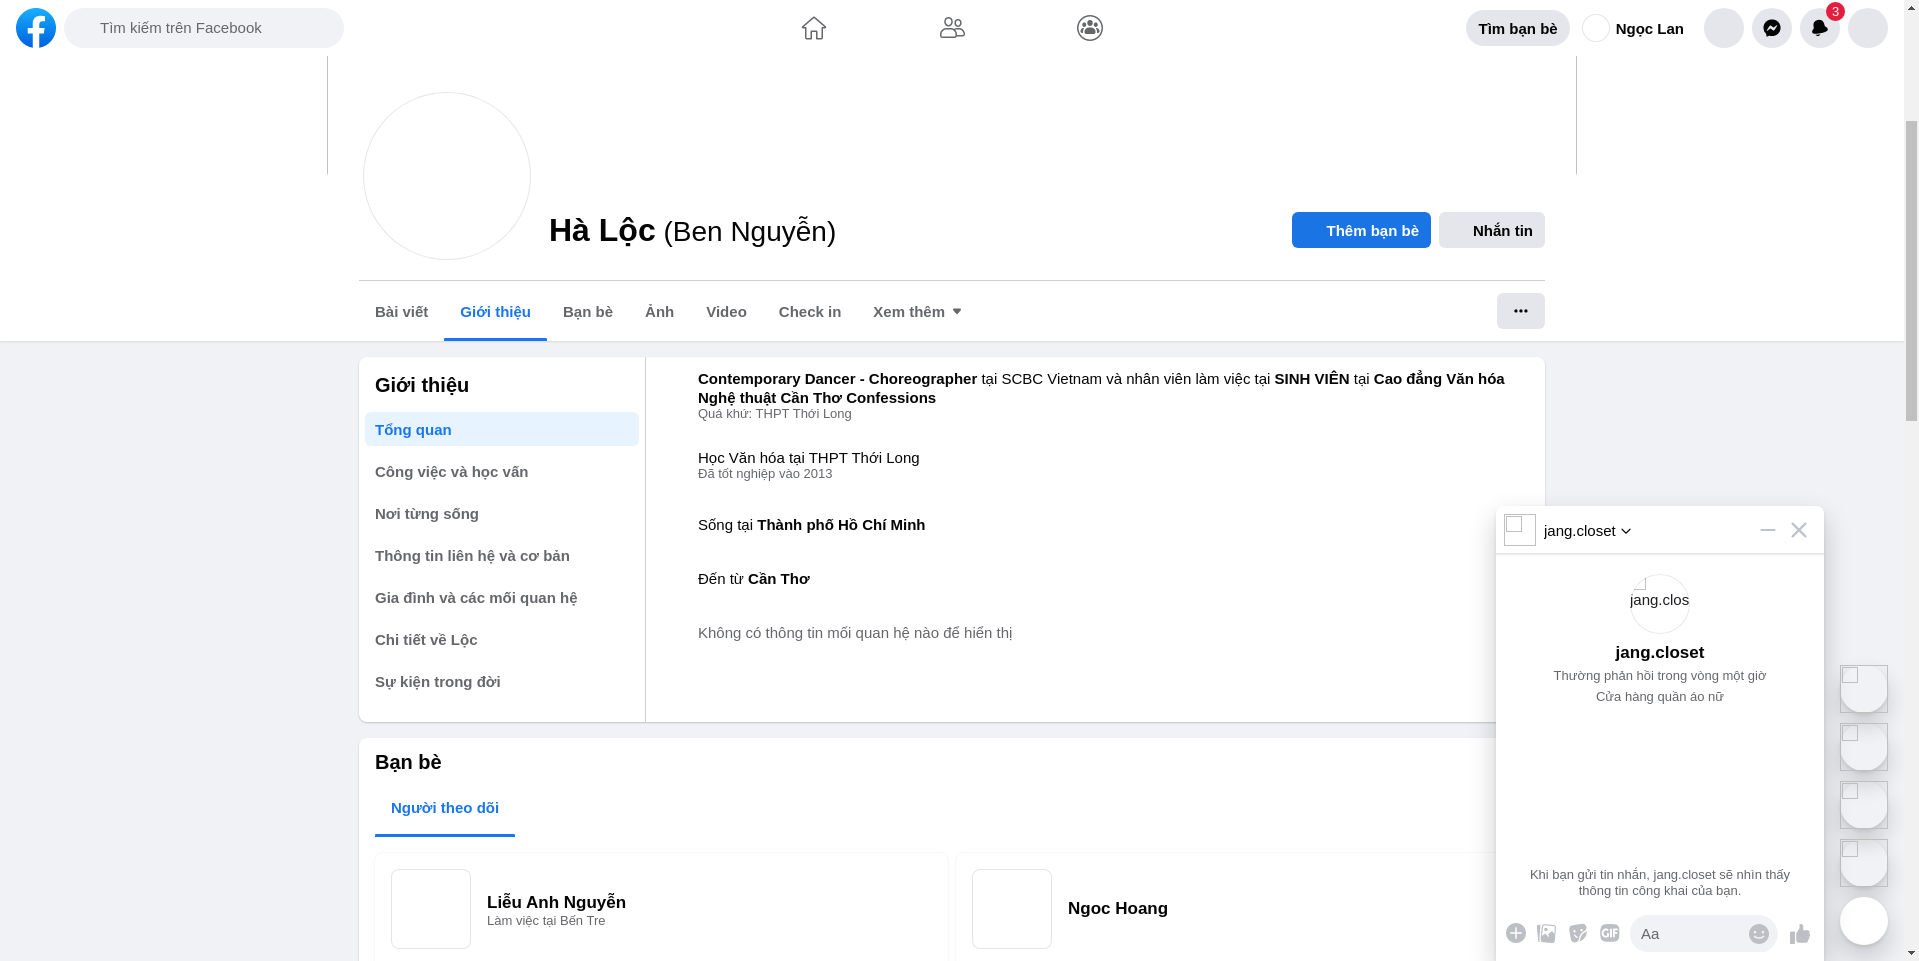 Tìm kiếm trên Facebook
Tìm bạn bè
Ngọc Lan
3
Hà Lộc (Ben Nguyễn)
Thêm bạn bè
Nhắn tin
Bài viết
Giới thiệu
Bạn bè
Ảnh
Video
Check in
Xem thêm
Giới thiệu
Tổng quan
Công việc và học vấn
Nơi từng sống
Thông tin liên hệ và cơ bản
Gia đình và các mối quan hệ
Chi tiết về Lộc
Sự kiện trong đời
Contemporary Dancer - Choreographer tại SCBC Vietnam và nhân viên làm việc tại SINH VIÊN tại Cao đẳng Văn hóa
Nghệ thuật Cần Thơ Confessions
Quá khứ: THPT Thới Long
Học Văn hóa tại THPT Thới Long
Đã tốt nghiệp vào 2013
Sống tại Thành phố Hồ Chí Minh
Đến từ Cần Thơ
Không có thông tin mối quan hệ nào để hiển thị
Bạn bè
Người theo dõi
Liễu Anh Nguyễn
Làm việc tại Bến Tre
Ngoc Hoang
jang.closet
jang.clos
jang.closet
Thường phản hồi trong vòng một giờ
Cửa hàng quần áo nữ
Khi bạn gửi tin nhắn, jang.closet sẽ nhìn thấy
thông tin công khai của bạn.
GIF
Aa